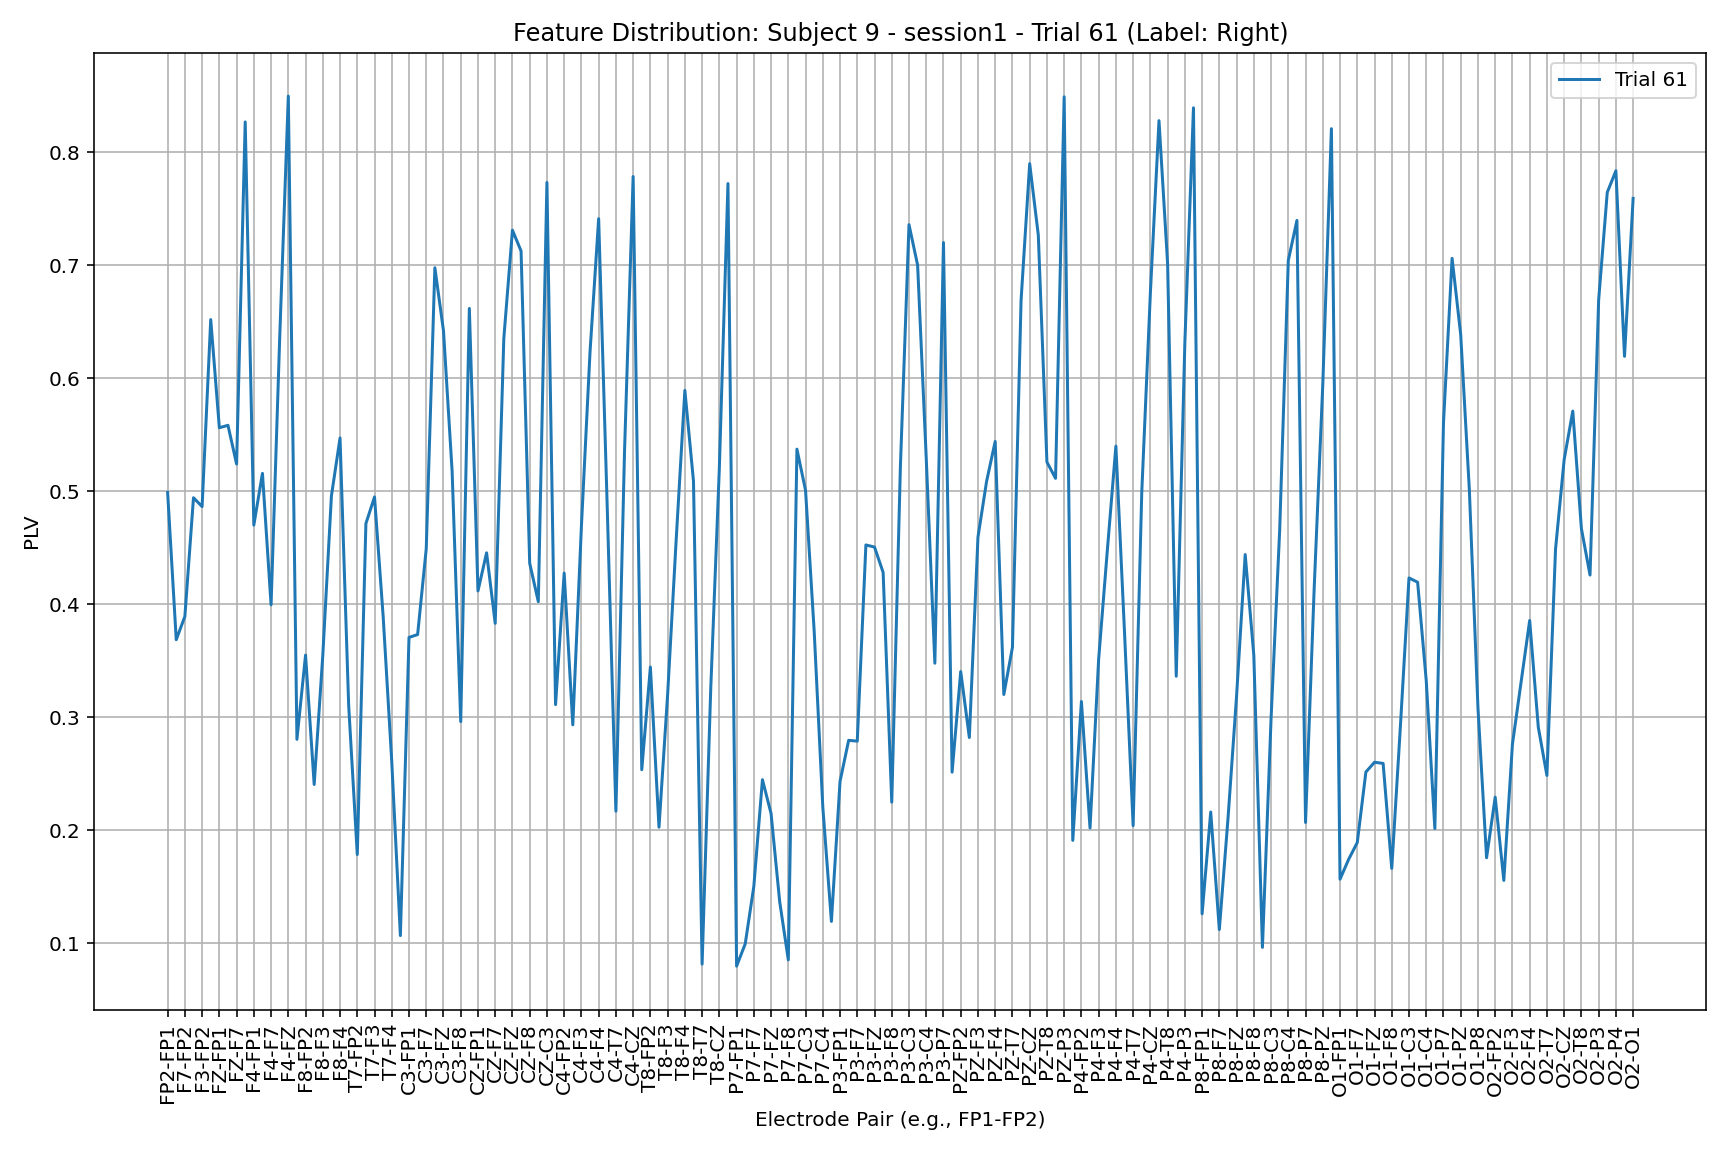 Feature Distribution: Subject 9 - session1 - Trial 61 (Label: Right)
Trial 61
PLV
0.8
0.7
0.6
0.5
0.4
0.3
0.2
0.1
FP2-FP1
F7-FP2
F3-FP2
FZ-FP1
FZ-F7
F4-FP1
F4-F7
F4-FZ
F8-FP2
F8-F3
F8-F4
T7-FP2
T7-F3
T7-F4
C3-FP1
C3-F7
C3-FZ
C3-F8
CZ-FP1
CZ-F7
CZ-FZ
CZ-F8
CZ-C3
C4-FP2
C4-F3
C4-F4
C4-T7
C4-CZ
T8-FP2
T8-F3
T8-F4
T8-T7
T8-CZ
P7-FP1
P7-F7
P7-FZ
P7-F8
P7-C3
P7-C4
P3-FP1
P3-F7
P3-FZ
P3-F8
P3-C3
P3-C4
P3-P7
PZ-FP2
PZ-F3
PZ-F4
PZ-T7
PZ-CZ
PZ-T8
PZ-P3
P4-FP2
P4-F3
P4-F4
P4-T7
P4-CZ
P4-T8
P4-P3
P8-FP1
P8-F7
P8-FZ
P8-F8
P8-C3
P8-C4
P8-P7
P8-PZ
O1-FP1
O1-F7
O1-FZ
O1-F8
O1-C3
O1-C4
O1-P7
O1-PZ
O1-P8
O2-FP2
O2-F3
O2-F4
O2-T7
O2-CZ
O2-T8
O2-P3
O2-P4
O2-O1
Electrode Pair (e.g., FP1-FP2)